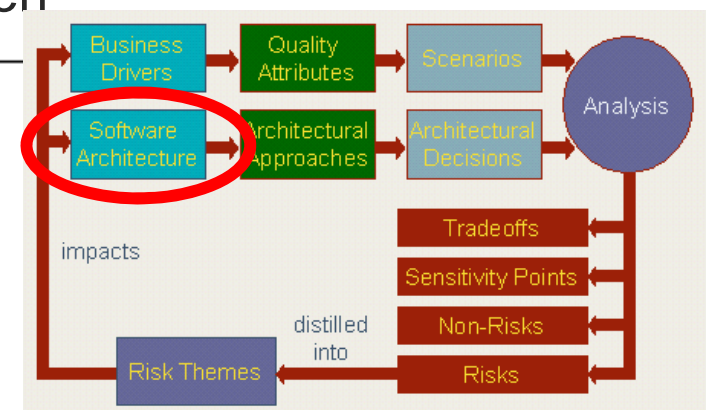 Business
Drivers
Quality
Attributes
Scenarios
Analysis
Software
Architecture
Architectural
Approaches
Architectural
Decisions
Tradeoffs
Sensitivity Points
Non-Risks
Risks
impacts
distilled
into
Risk Themes